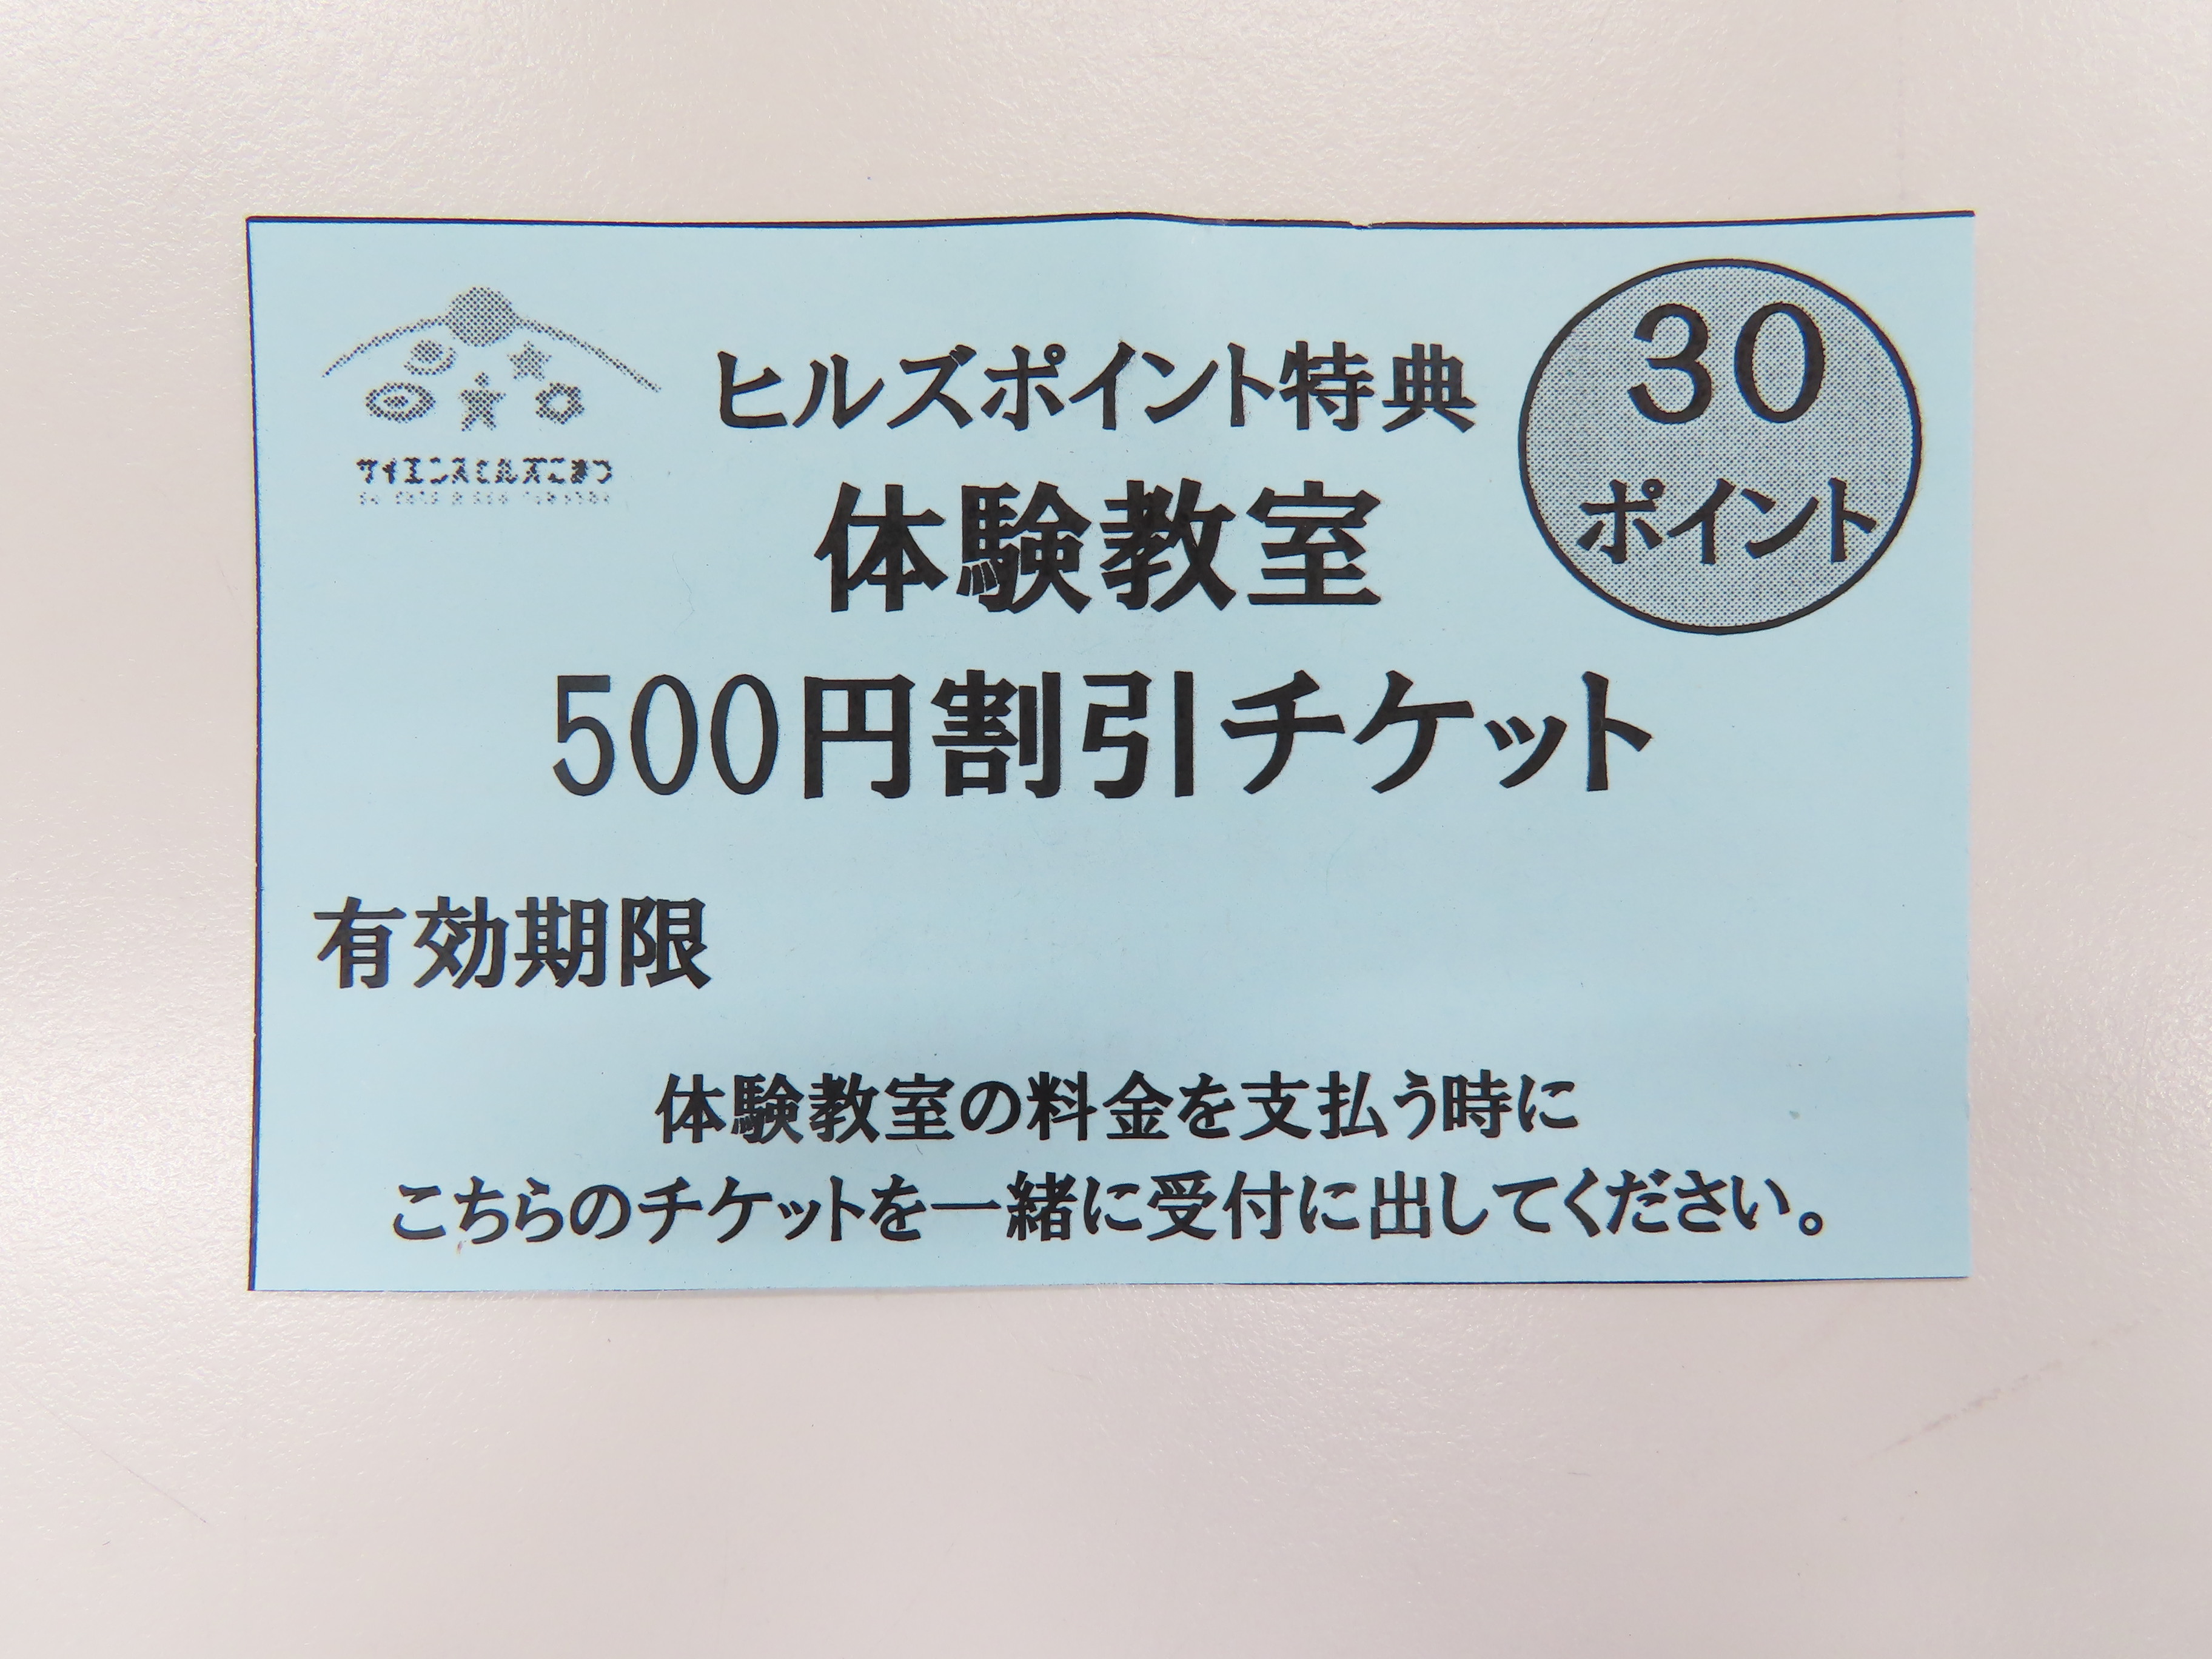 サイエンスヒルズこまつ
ヒルズポイント特典
30
ポイント
体験教室
500円割引チケット
有効期限
体験教室の料金を支払う時に
こちらのチケットを一緒に受付に出してください。